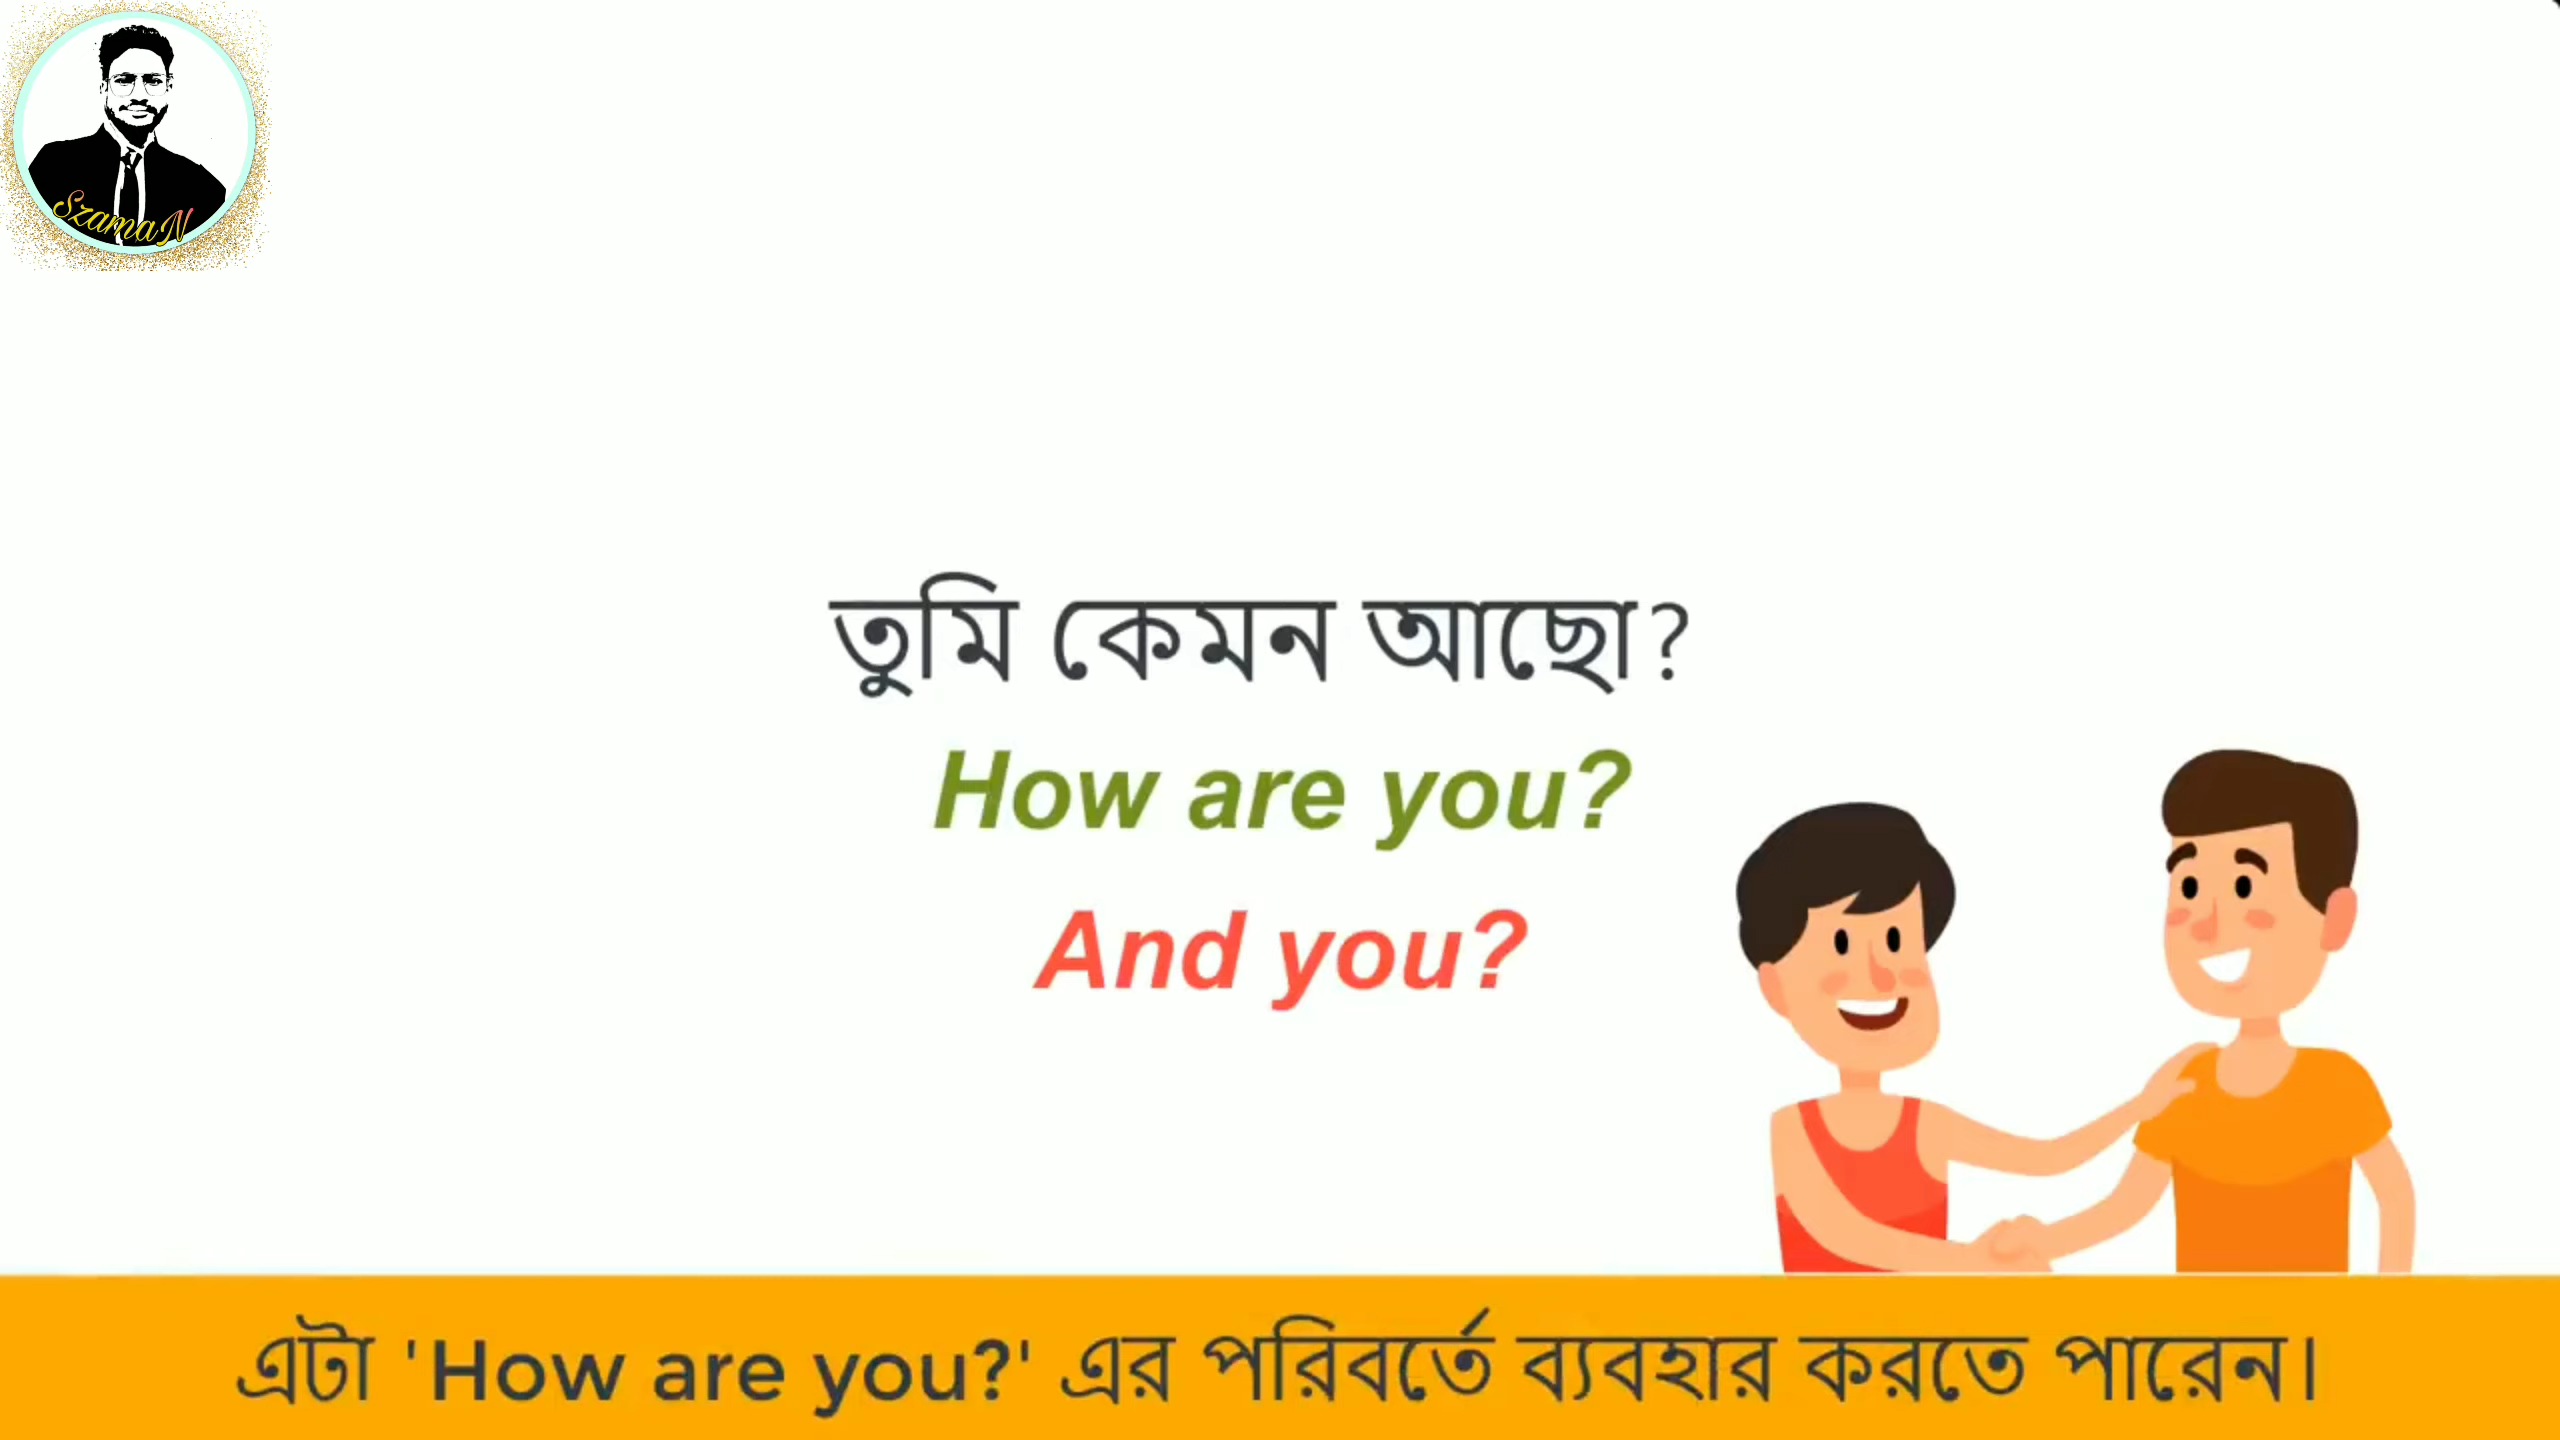 SzamaN
তুমি কেমন আছো?
How are you?
And you?
এটা 'How are you?' এর পরিবর্তে ব্যবহার করতে পারেন।